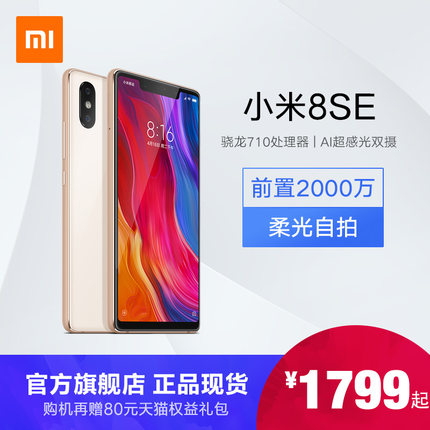 mi
小米8SE
骁龙710处理器 | AI超感光双摄
前置2000万
柔光自拍
8:16
官方旗舰店 正品现货
购机再赠80元天猫权益礼包
¥1799起